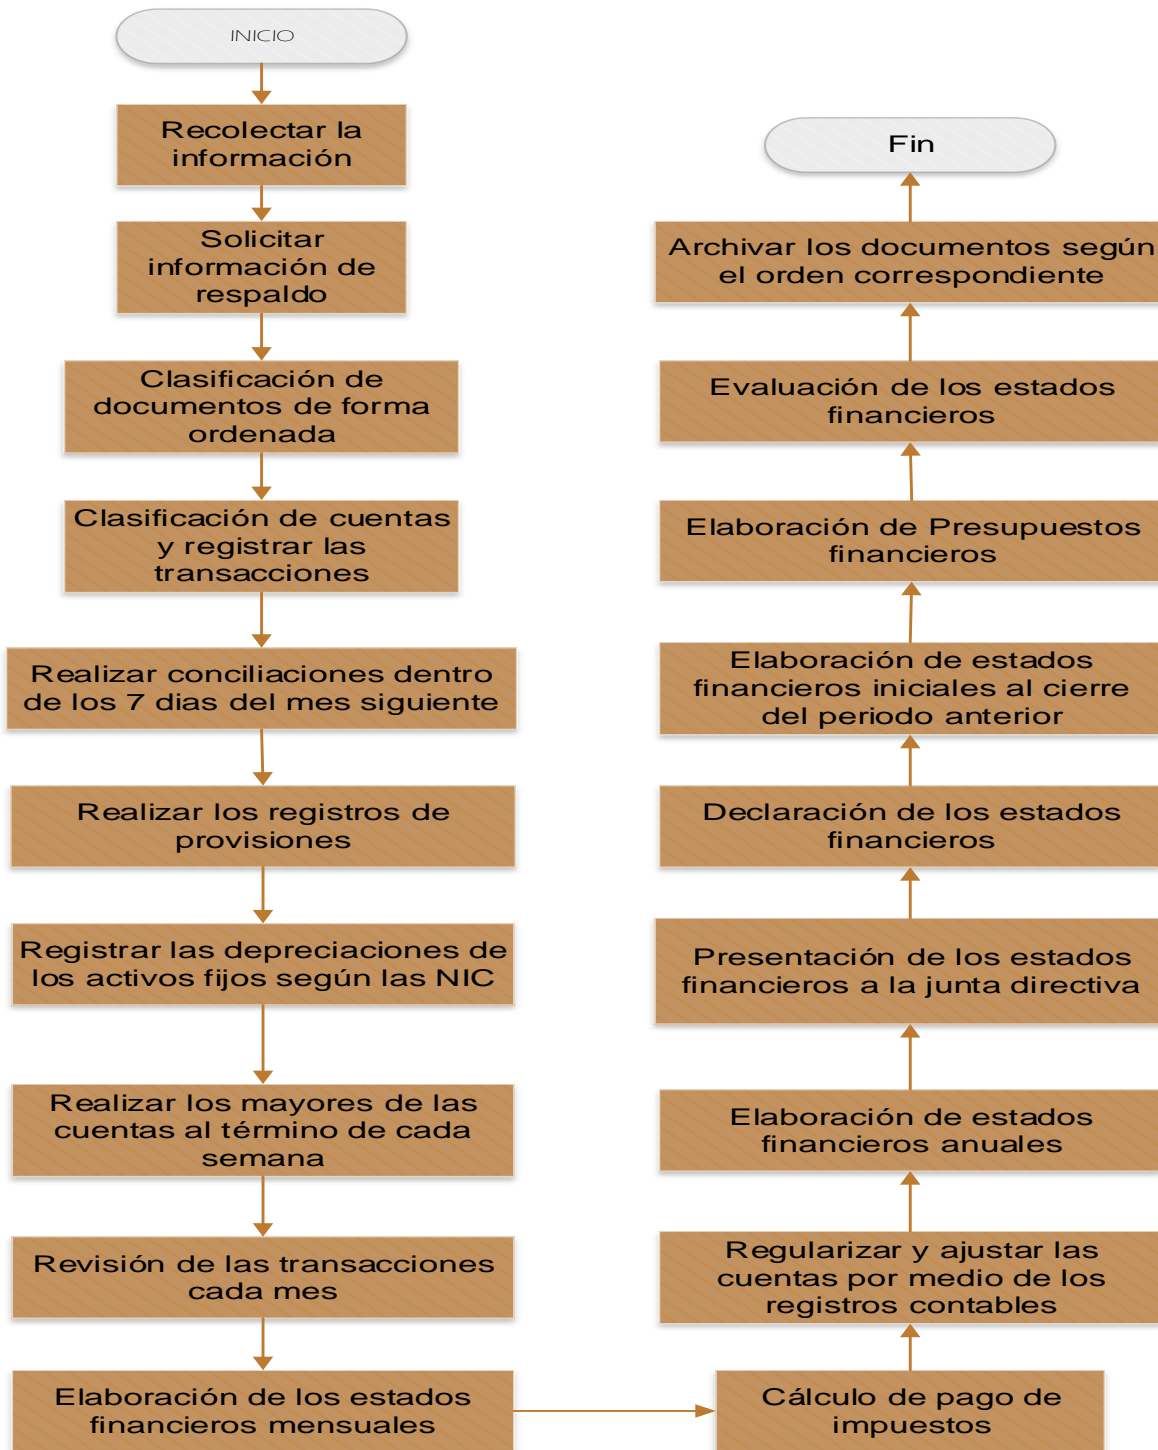 INICIO
Recolectar la
información
Solicitar
información de
respaldo
Clasificación de
documentos de forma
ordenada
Clasificación de cuentas
y registrar las
transacciones
Realizar conciliaciones dentro
de los 7 dias del mes siguiente
Realizar los registros de
provisiones
Registrar las depreciaciones de
los activos fijos según las NIC
Realizar los mayores de las
cuentas al término de cada
semana
Revisión de las transacciones
cada mes
Elaboración de los estados
financieros mensuales
Cálculo de pago de
impuestos
Regularizar y ajustar las
cuentas por medio de los
registros contables
Elaboración de estados
financieros anuales
Presentación de los estados
financieros a la junta directiva
Declaración de los estados
financieros
Elaboración de estados
financieros iniciales al cierre
del periodo anterior
Elaboración de Presupuestos
financieros
Evaluación de los estados
financieros
Archivar los documentos según
el orden correspondiente
Fin